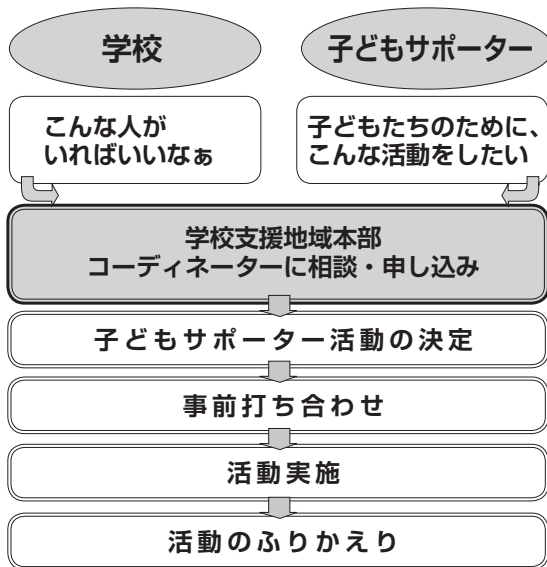 学校
子どもサポーター
こんな人が
いればいいなぁ
子どもたちのために、
こんな活動をしたい
学校支援地域本部
コーディネーターに相談・申し込み
子どもサポーター活動の決定
事前打ち合わせ
活動実施
活動のふりかえり